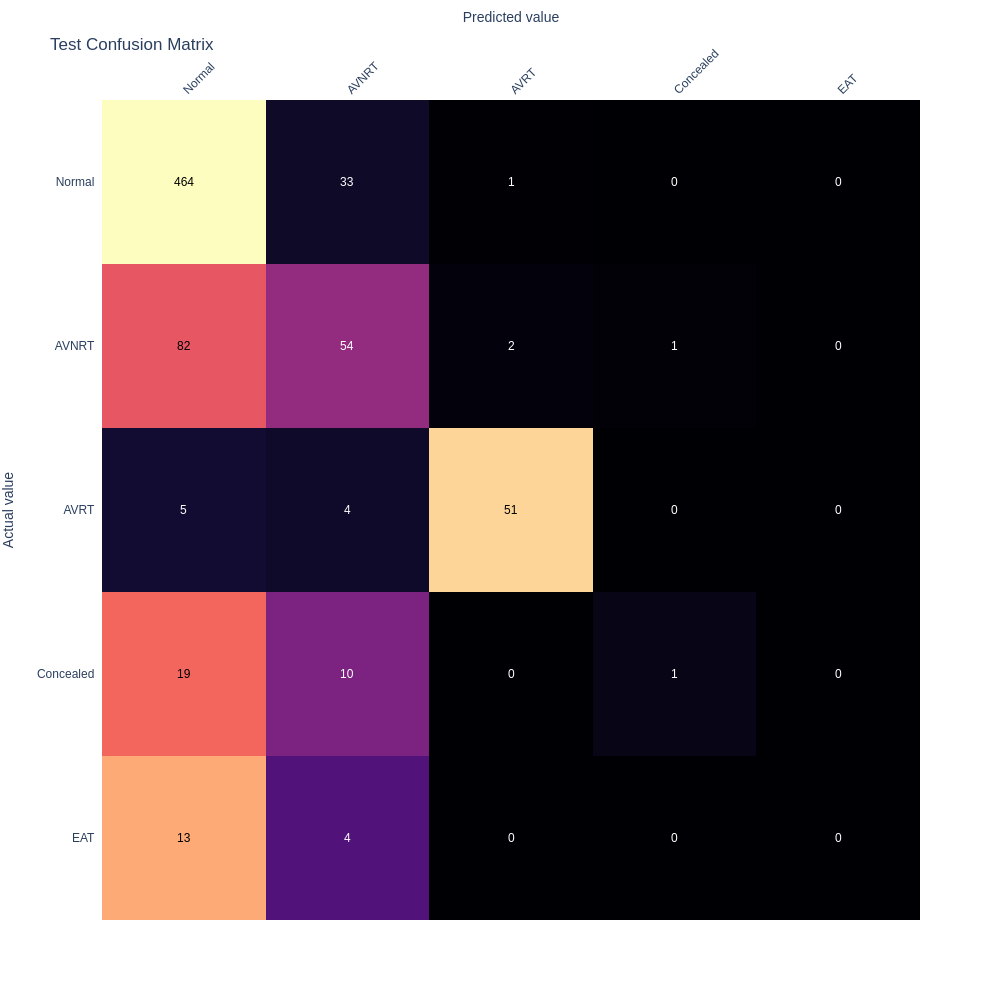 Predicted value
Test Confusion Matrix
Normal AVNRT AVRT Concealed EAT
Normal 464 33 1 0 0
AVNRT 82 54 2 1 0
AVRT 5 4 51 0 0
Actual value
Concealed 19 10 0 1 0
EAT 13 4 0 0 0